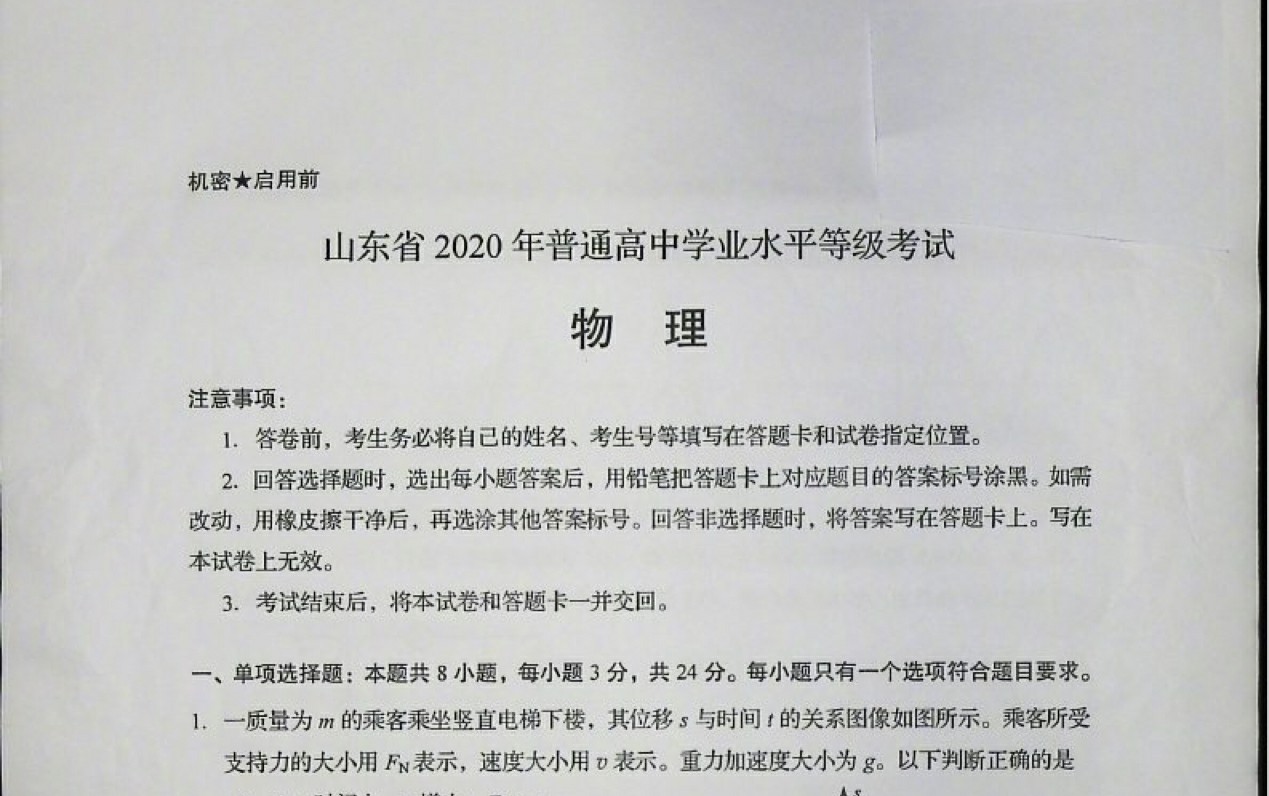 机密★启用前
山东省 2020 年普通高中学业水平等级考试
物 理
注意事项：
1. 答卷前，考生务必将自己的姓名、考生号等填写在答题卡和试卷指定位置。
2. 回答选择题时，选出每小题答案后，用铅笔把答题卡上对应题目的答案标号涂黑。如需
改动，用橡皮擦干净后，再选涂其他答案标号。回答非选择题时，将答案写在答题卡上。写在
本试卷上无效。
3. 考试结束后，将本试卷和答题卡一并交回。
一、单项选择题：本题共 8 小题，每小题 3 分，共 24 分。每小题只有一个选项符合题目要求。
1. 一质量为 m 的乘客乘坐竖直电梯下楼，其位移 s 与时间 t 的关系图像如图所示。乘客所受
支持力的大小用 FN 表示，速度大小用 v 表示。重力加速度大小为 g。以下判断正确的是
s